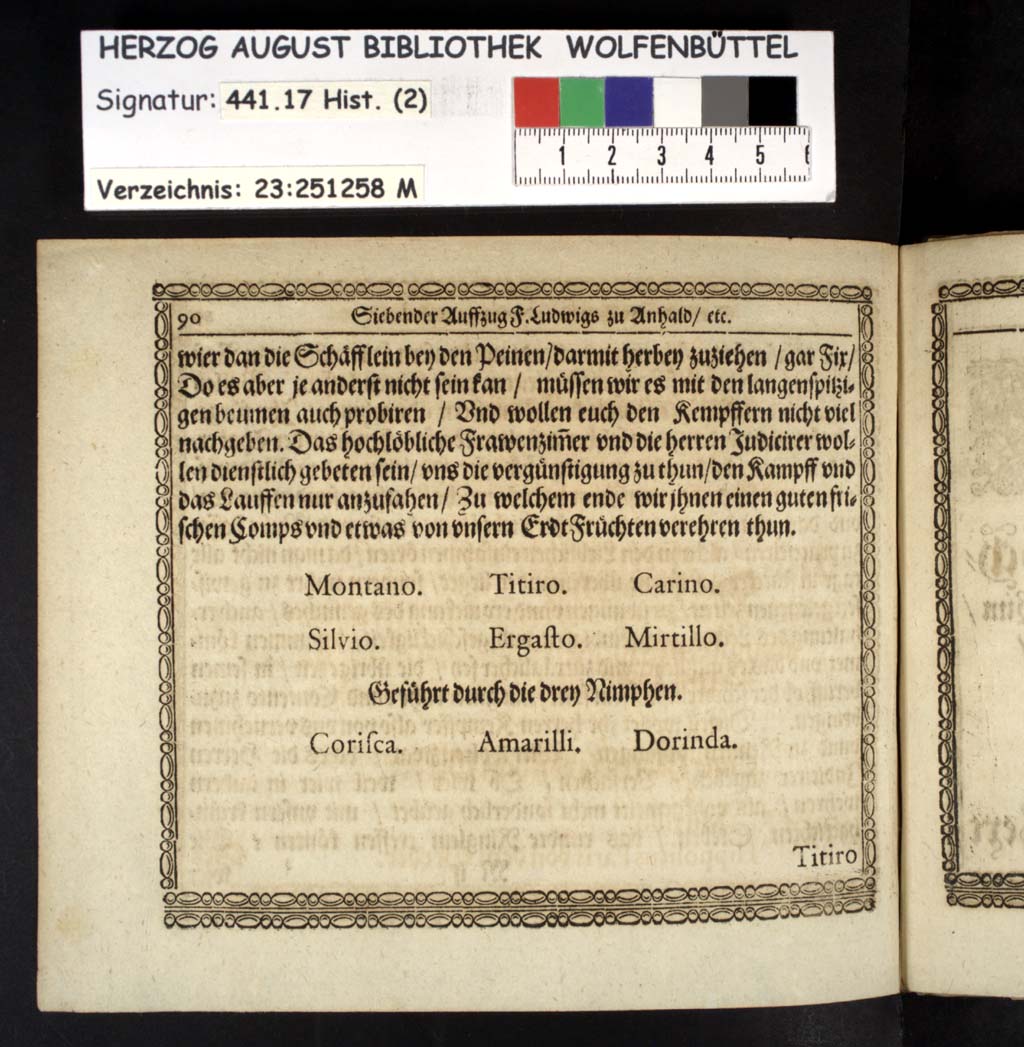 HERZOG AUGUST BIBLIOTHEK WOLFENBÜTTEL
Signatur: 441.17 Hist. (2)
1 2 3 4 5 6
Verzeichnis: 23:251258 M
90 Siebender Auffzug F. Ludwigs zu Anhald/ etc.
wier dan die Schäfflein bey den Peinen/darmit herbey zuziehen / gar Fix/
Do es aber je anderst nicht sein kan / müssen wir es mit den langenspitzi-
gen beumen auch probiren / Vnd wollen euch den Kempffern nicht viel
nachgeben. Das hochlöbliche Frawenzim̃er vnd die herren Judicirer wol-
len dienstlich gebeten sein/ vns die vergünstigung zu thun/den Kampff vnd
das Lauffen nur anzufahen/ Zu welchem ende wir jhnen einen guten fri-
schen Comps vnd etwas von vnsern ErdtFrüchten verehren thun.
Montano. Titiro. Carino.
Silvio. Ergaſto. Mirtillo.
Geführt durch die drey Nimphen.
Coriſca. Amarilli. Dorinda.
Titiro